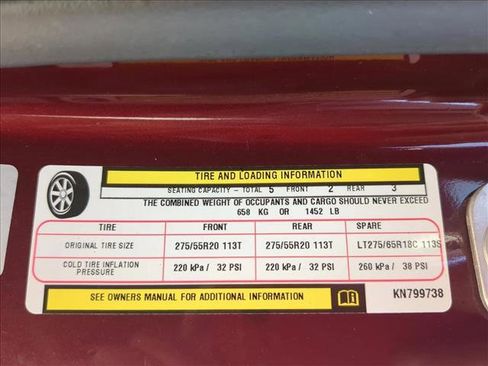 TIRE AND LOADING INFORMATION
SEATING CAPACITY - TOTAL 5 FRONT 2 REAR 3
THE COMBINED WEIGHT OF OCCUPANTS AND CARGO SHOULD NEVER EXCEED
658 KG OR 1452 LB
TIRE FRONT REAR SPARE
ORIGINAL TIRE SIZE 275/55R20 113T 275/55R20 113T LT275/65R18C 113S
COLD TIRE INFLATION PRESSURE 220 kPa / 32 PSI 220 kPa / 32 PSI 260 kPa / 38 PSI
SEE OWNERS MANUAL FOR ADDITIONAL INFORMATION KN799738